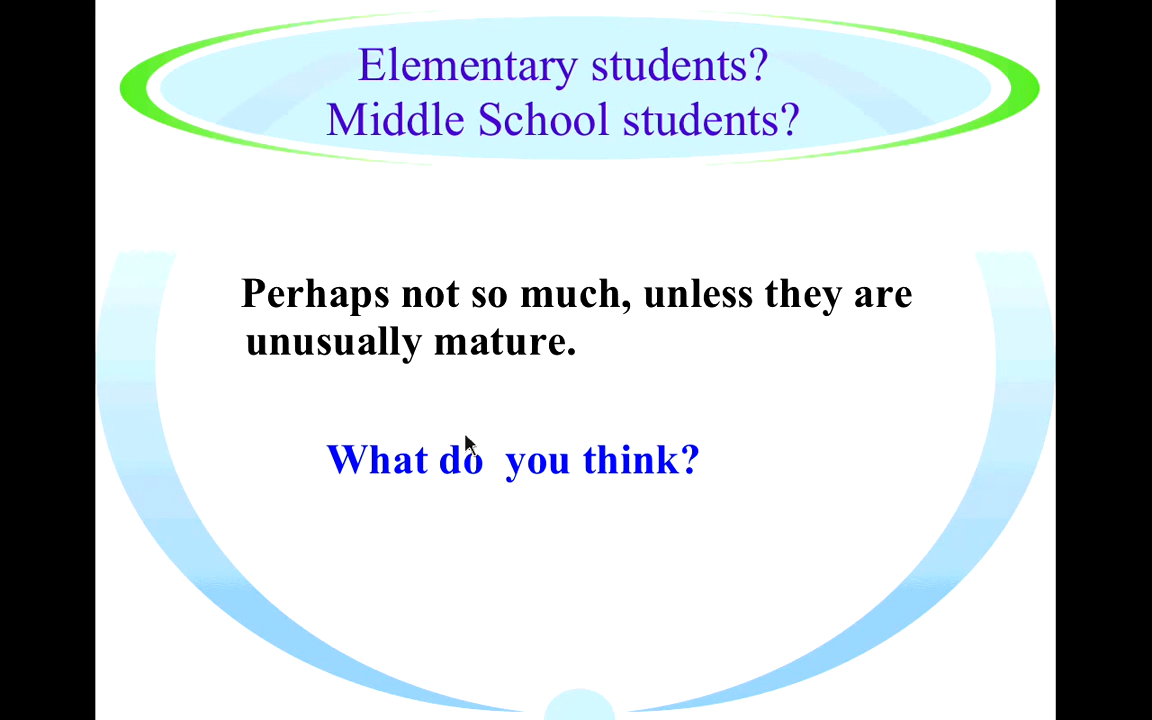 Elementary students?
Middle School students?
Perhaps not so much, unless they are
unusually mature.
What do  you think?